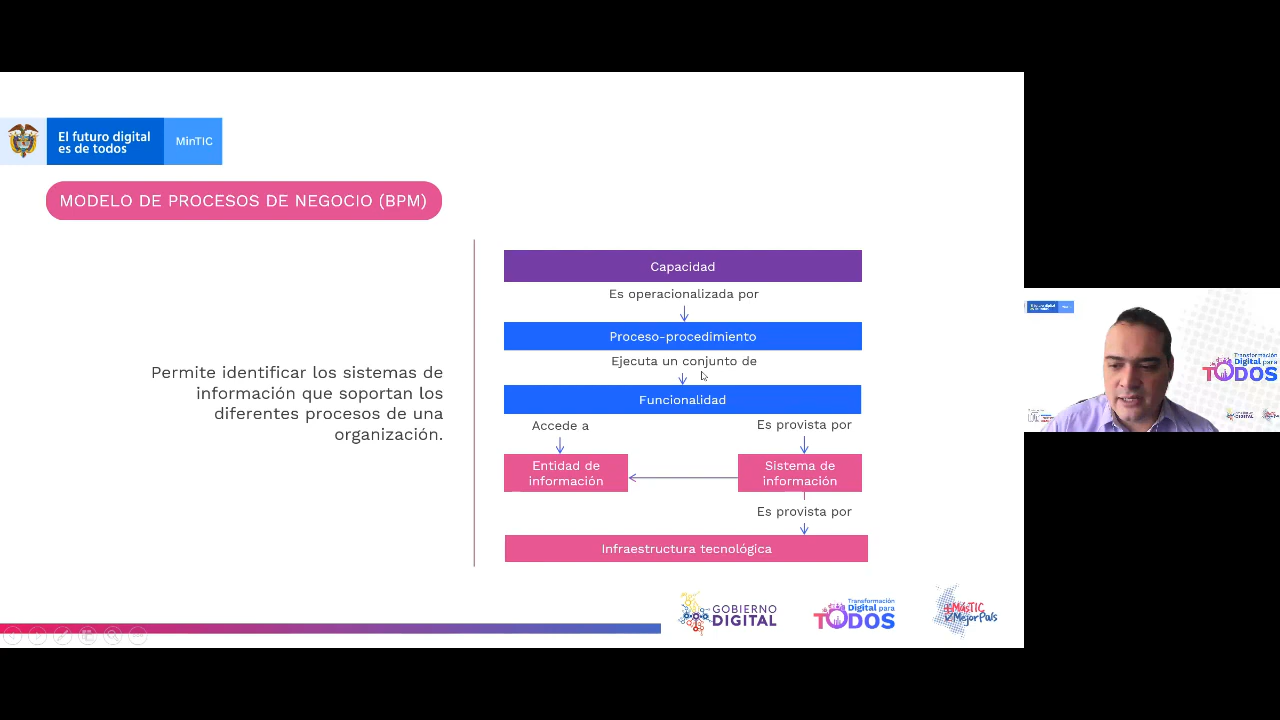 El futuro digital
es de todos
MinTIC
MODELO DE PROCESOS DE NEGOCIO (BPM)
Permite identificar los sistemas de
información que soportan los
diferentes procesos de una
organización.
Capacidad
Es operacionalizada por
Proceso-procedimiento
Ejecuta un conjunto de
Funcionalidad
Accede a
Es provista por
Entidad de
información
Sistema de
información
Es provista por
Infraestructura tecnológica
GOBIERNO
DIGITAL
Transformación
Digital para
TODOS
+MásTIC
MejorPaís
Transformación
Digital para
TODOS